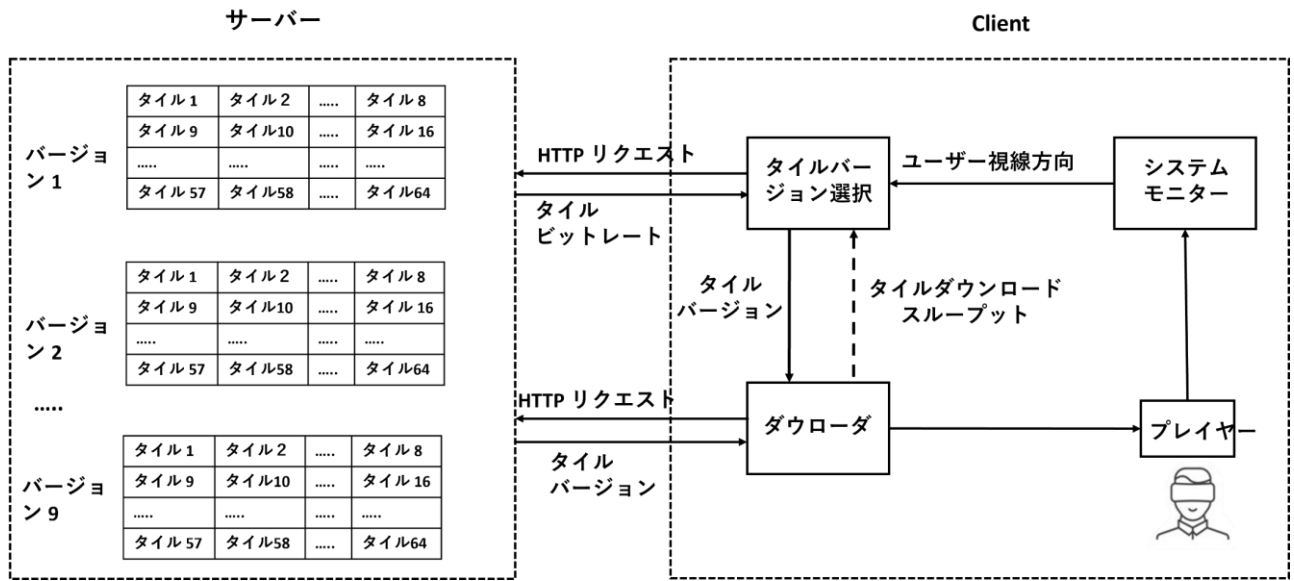 サーバー
Client
バージョ
ン 1
タイル 1 タイル 2 ..... タイル 8
タイル 9 タイル10 ..... タイル 16
..... ..... ..... .....
タイル 57 タイル58 ..... タイル64
バージョ
ン 2
タイル 1 タイル 2 ..... タイル 8
タイル 9 タイル10 ..... タイル 16
..... ..... ..... .....
タイル 57 タイル58 ..... タイル64
.....
バージョ
ン 9
タイル 1 タイル 2 ..... タイル 8
タイル 9 タイル10 ..... タイル 16
..... ..... ..... .....
タイル 57 タイル58 ..... タイル64
HTTP リクエスト
タイル
ビットレート
タイルバー
ジョン選択
ユーザー視線方向
システム
モニター
タイル
バージョン
タイルダウンロード
スループット
HTTP リクエスト
タイル
バージョン
ダウローダ
プレイヤー